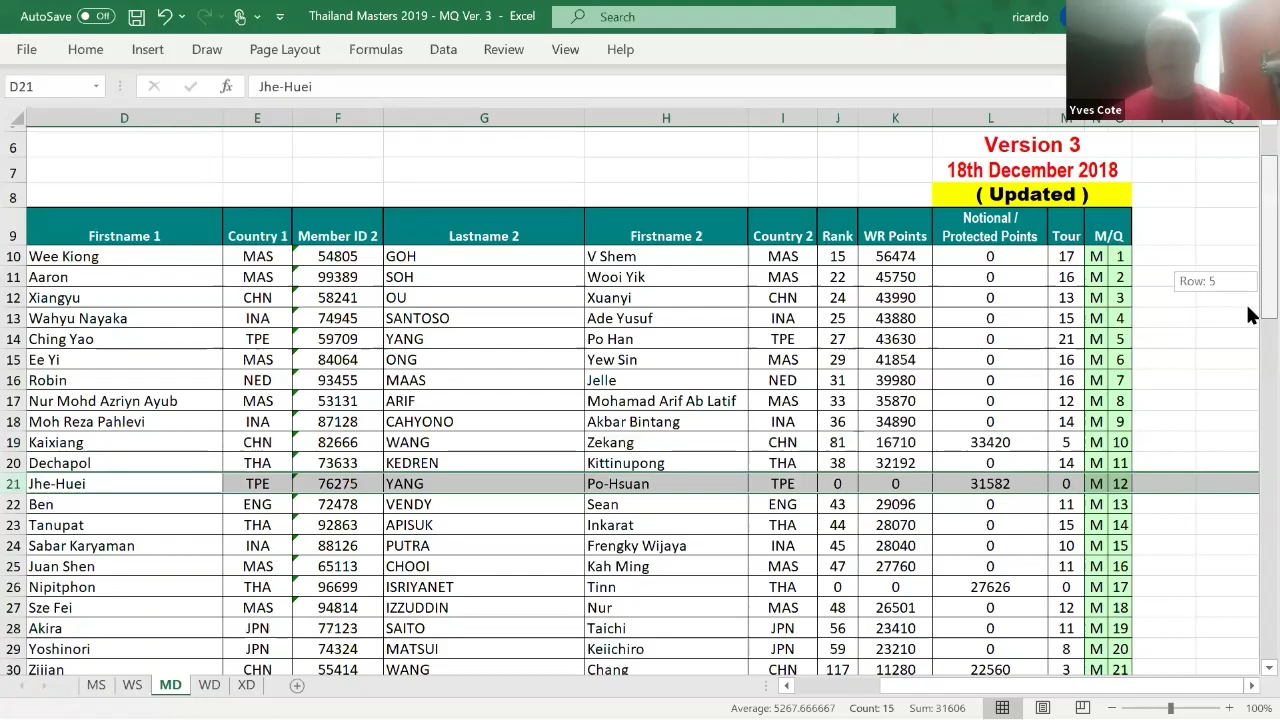 AutoSave Off Thailand Masters 2019 - MQ Ver. 3 - Excel Search ricardo
File Home Insert Draw Page Layout Formulas Data Review View Help
Yves Cote
D21 fx Jhe-Huei
D E F G H I J K L
6 Version 3
7 18th December 2018
8 ( Updated )
9 Firstname 1 Country 1 Member ID 2 Lastname 2 Firstname 2 Country 2 Rank WR Points Notional / Protected Points Tour M/Q
10 Wee Kiong MAS 54805 GOH V Shem MAS 15 56474 0 17 M 1
11 Aaron MAS 99389 SOH Wooi Yik MAS 22 45750 0 16 M 2
12 Xiangyu CHN 58241 OU Xuanyi CHN 24 43990 0 13 M 3
13 Wahyu Nayaka INA 74945 SANTOSO Ade Yusuf INA 25 43880 0 15 M 4
14 Ching Yao TPE 59709 YANG Po Han TPE 27 43630 0 21 M 5
15 Ee Yi MAS 84064 ONG Yew Sin MAS 29 41854 0 16 M 6
16 Robin NED 93455 MAAS Jelle NED 31 39980 0 16 M 7
17 Nur Mohd Azriyn Ayub MAS 53131 ARIF Mohamad Arif Ab Latif MAS 33 35870 0 12 M 8
18 Moh Reza Pahlevi INA 87128 CAHYONO Akbar Bintang INA 36 34890 0 14 M 9
19 Kaixiang CHN 82666 WANG Zekang CHN 81 16710 33420 5 M 10
20 Dechapol THA 73633 KEDREN Kittinupong THA 38 32192 0 14 M 11
21 Jhe-Huei TPE 76275 YANG Po-Hsuan TPE 0 0 31582 0 M 12
22 Ben ENG 72478 VENDY Sean ENG 43 29096 0 11 M 13
23 Tanupat THA 92863 APISUK Inkarat THA 44 28070 0 15 M 14
24 Sabar Karyaman INA 88126 PUTRA Frengky Wijaya INA 45 28040 0 10 M 15
25 Juan Shen MAS 65113 CHOOI Kah Ming MAS 47 27760 0 11 M 16
26 Nipitphon THA 96699 ISRIYANET Tinn THA 0 0 27626 0 M 17
27 Sze Fei MAS 94814 IZZUDDIN Nur MAS 48 26501 0 12 M 18
28 Akira JPN 77123 SAITO Taichi JPN 56 23410 0 11 M 19
29 Yoshinori JPN 74324 MATSUI Keiichiro JPN 59 23210 0 8 M 20
30 Zijian CHN 55414 WANG Chang CHN 117 11280 22560 3 M 21
Row: 5
MS WS MD WD XD
Average: 5267.666667 Count: 15 Sum: 31606 100%